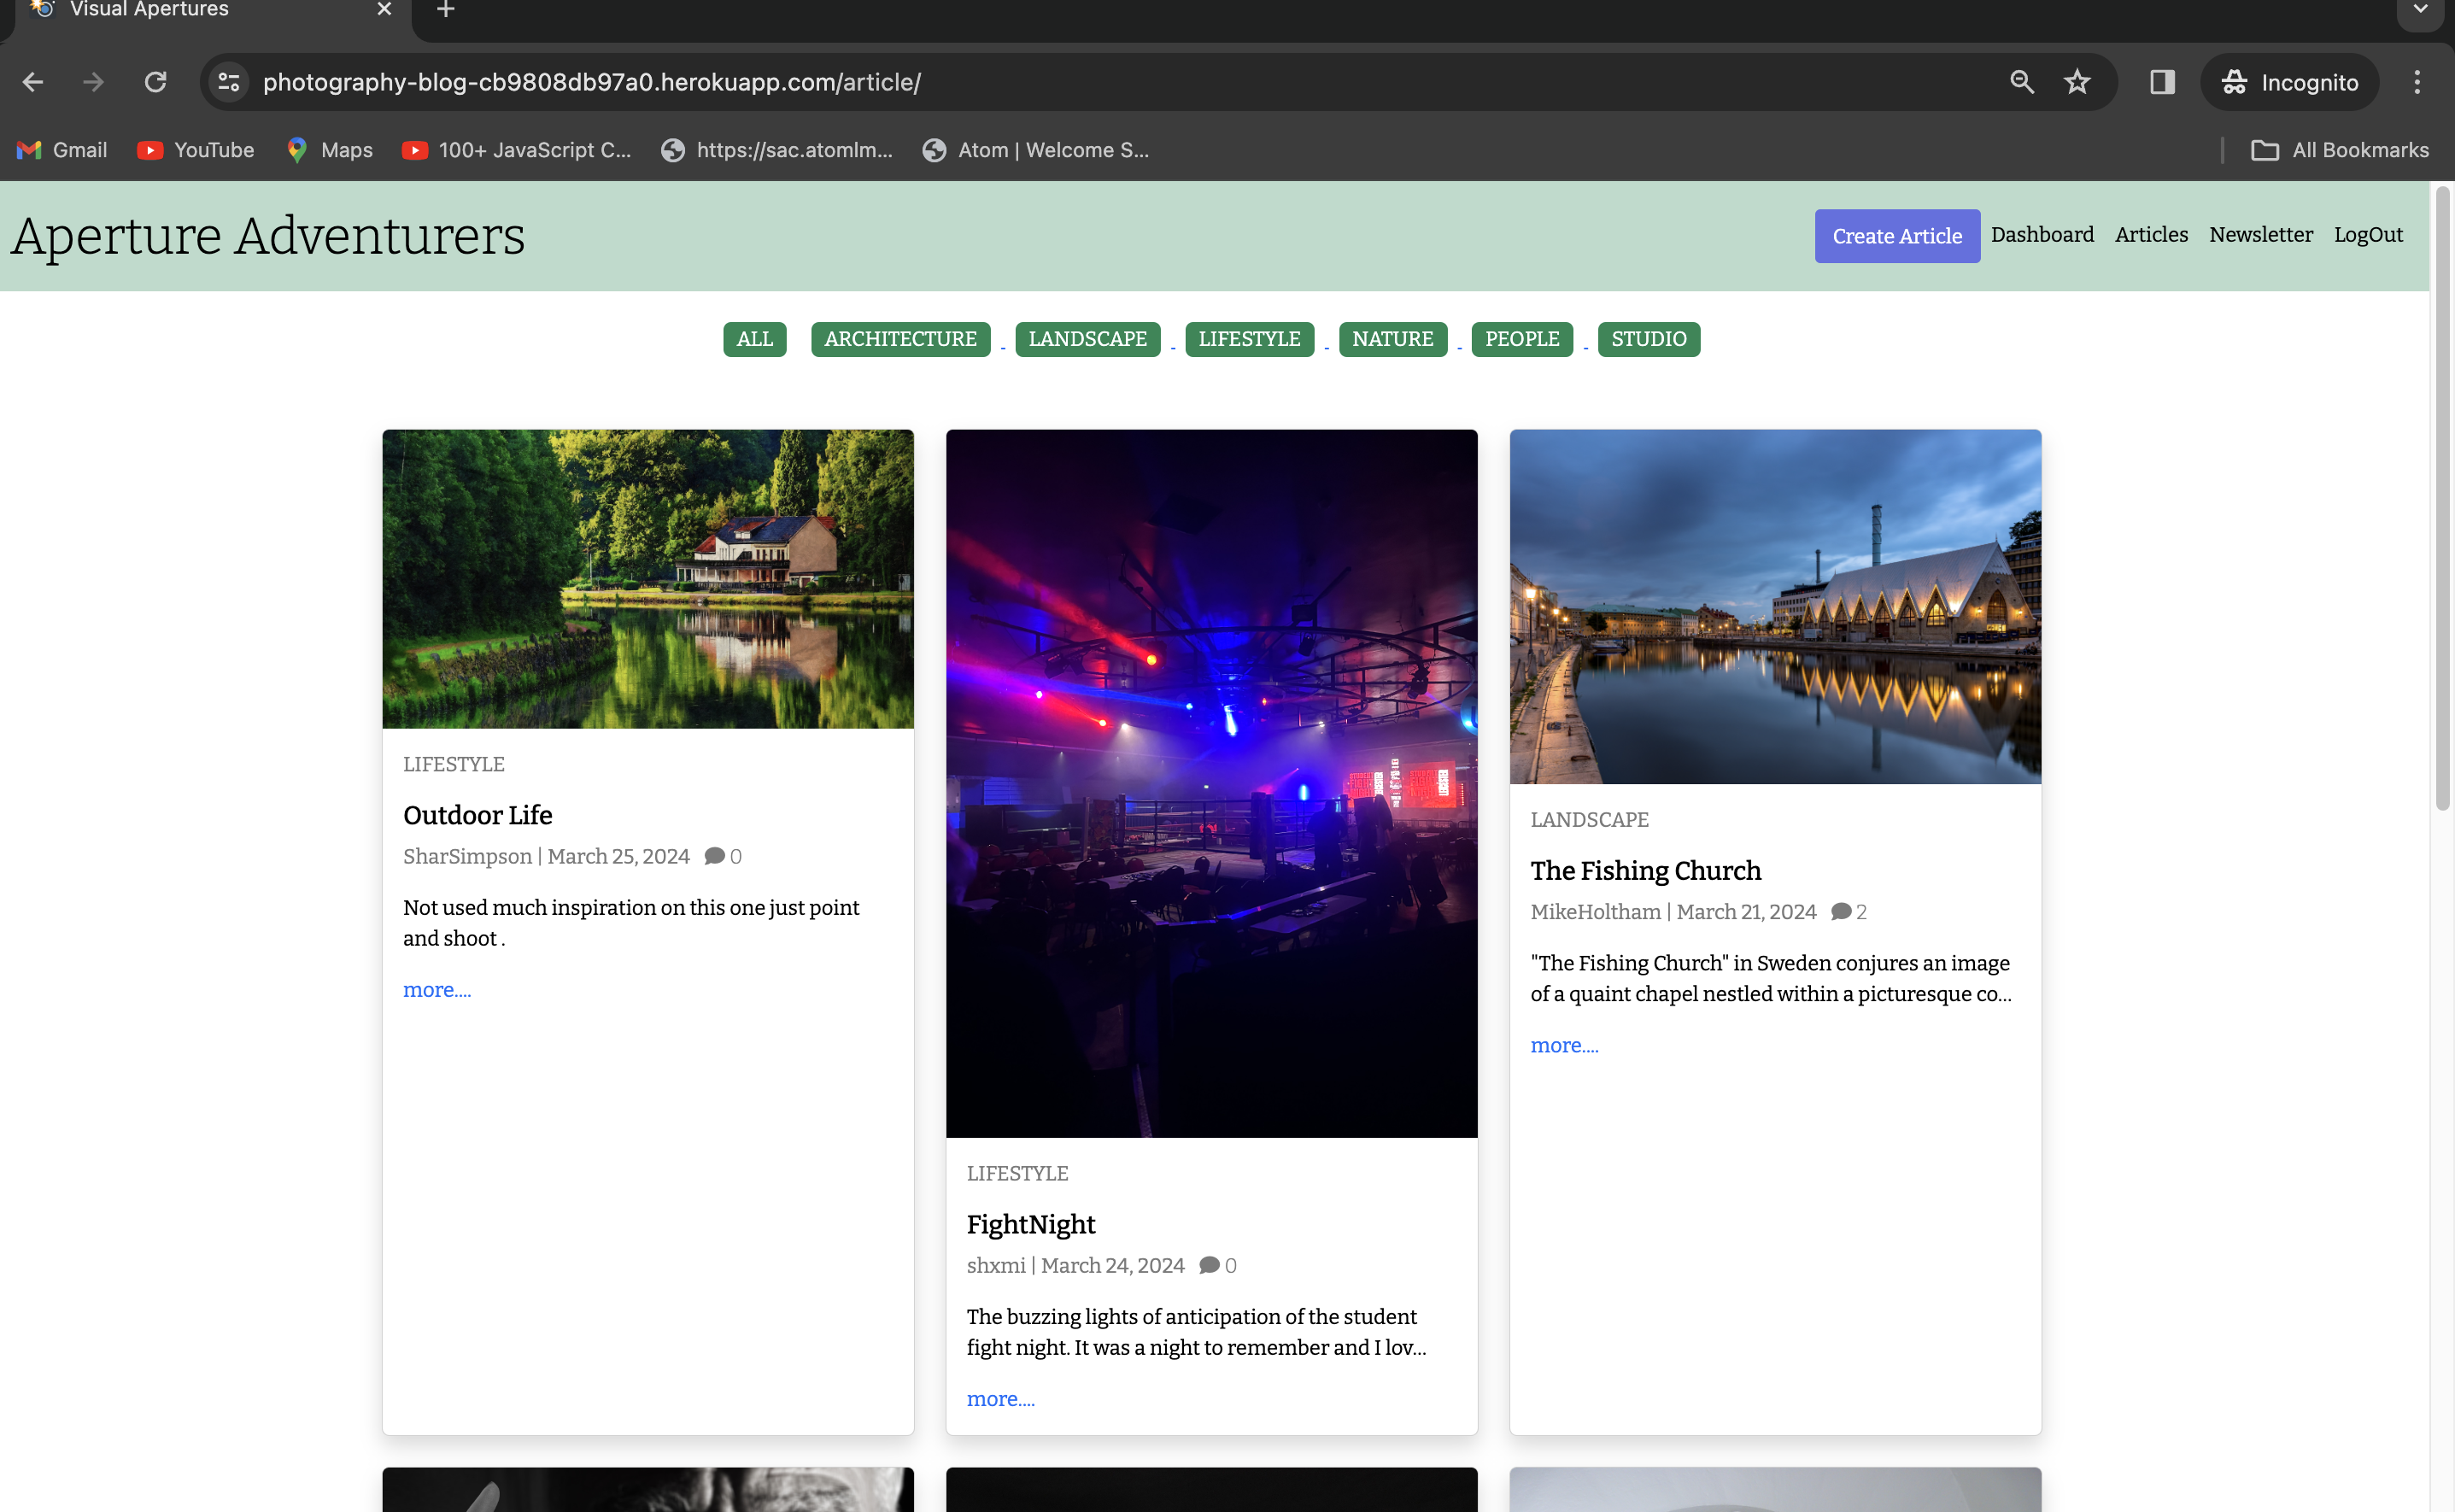 Visual Apertures
photography-blog-cb9808db97a0.herokuapp.com/article/
Incognito
Gmail YouTube Maps 100+ JavaScript C... https://sac.atomlm... Atom | Welcome S... All Bookmarks
Aperture Adventurers
Create Article Dashboard Articles Newsletter LogOut
ALL ARCHITECTURE LANDSCAPE LIFESTYLE NATURE PEOPLE STUDIO
LIFESTYLE
Outdoor Life
SharSimpson | March 25, 2024 0
Not used much inspiration on this one just point
and shoot .
more....
LIFESTYLE
FightNight
shxmi | March 24, 2024 0
The buzzing lights of anticipation of the student
fight night. It was a night to remember and I lov...
more....
LANDSCAPE
The Fishing Church
MikeHoltham | March 21, 2024 2
"The Fishing Church" in Sweden conjures an image
of a quaint chapel nestled within a picturesque co...
more....